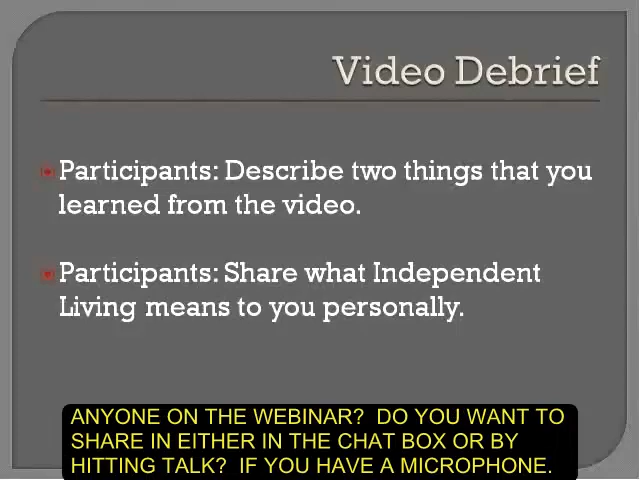 Video Debrief
Participants: Describe two things that you
learned from the video.
Participants: Share what Independent
Living means to you personally.
ANYONE ON THE WEBINAR?  DO YOU WANT TO
SHARE IN EITHER IN THE CHAT BOX OR BY
HITTING TALK?  IF YOU HAVE A MICROPHONE.